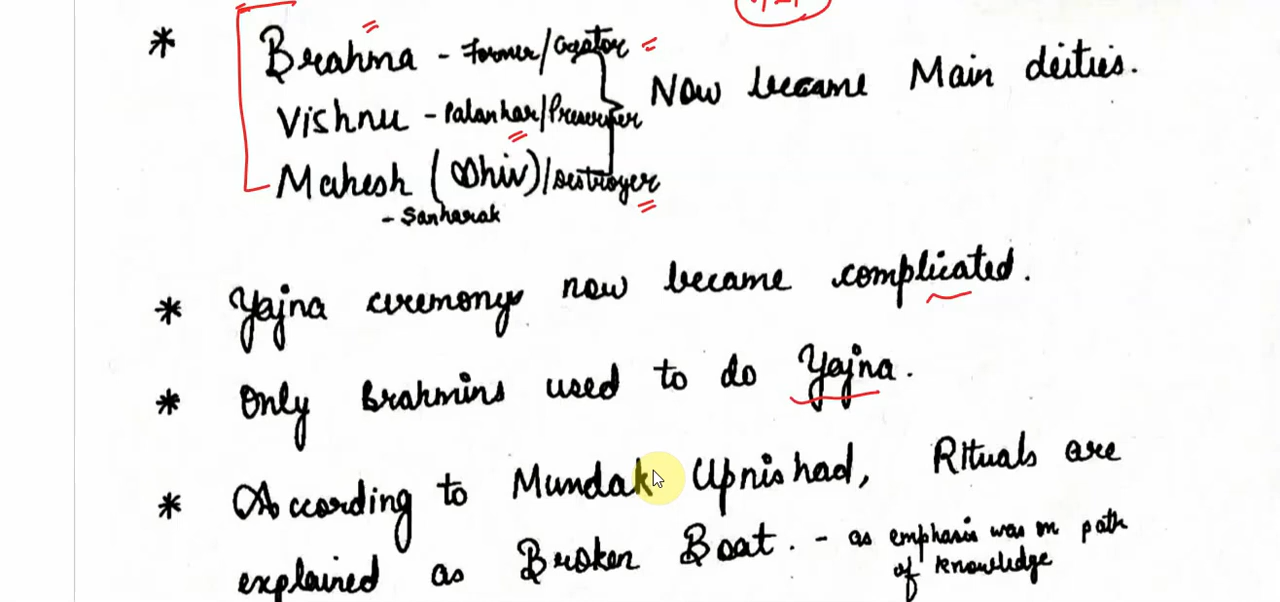 * Brahma - Former/Creator
Vishnu - Palanhar/Preserver
Mahesh (Shiv)/Destroyer
- Sanharak
Now became Main deities.
* Yajna ceremony now became complicated.
* Only Brahmins used to do Yajna.
* According to Mundak Upnishad, Rituals are
explained as Broken Boat. - as emphasis was on path
of knowledge